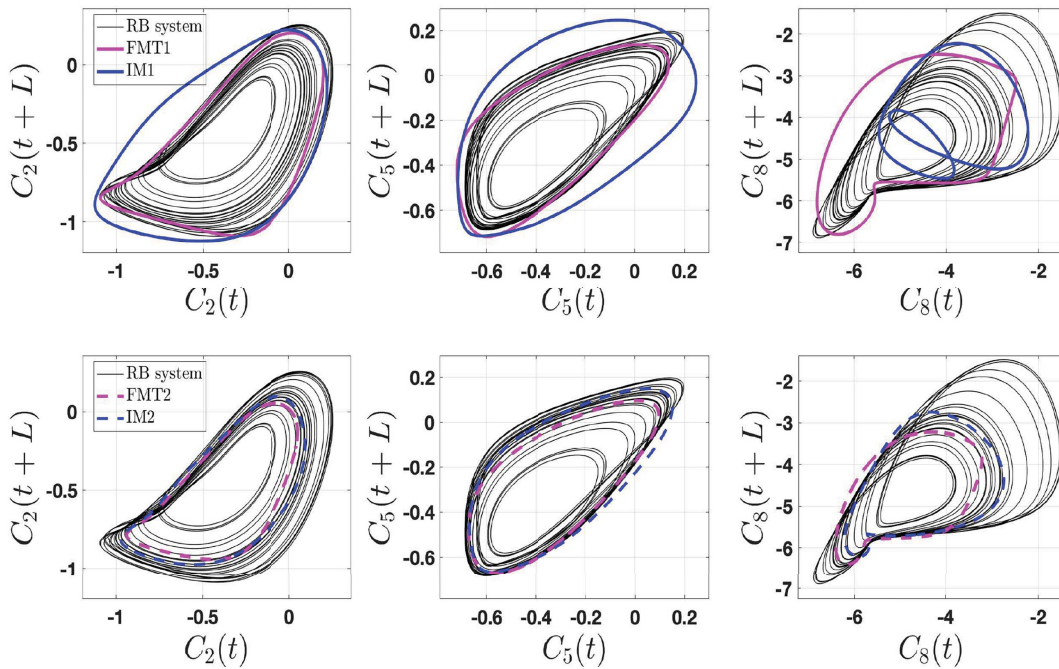 RB system
FMT1
IM1
C_2(t + L)
0
-0.5
-1
-1
-0.5
0
C_2(t)
C_5(t + L)
0.2
0
-0.2
-0.4
-0.6
-0.6
-0.4
-0.2
0
0.2
C_5(t)
C_8(t + L)
-2
-3
-4
-5
-6
-7
-6
-4
-2
C_8(t)
RB system
FMT2
IM2
C_2(t + L)
0
-0.5
-1
-1
-0.5
0
C_2(t)
C_5(t + L)
0.2
0
-0.2
-0.4
-0.6
-0.6
-0.4
-0.2
0
0.2
C_5(t)
C_8(t + L)
-2
-3
-4
-5
-6
-7
-6
-4
-2
C_8(t)